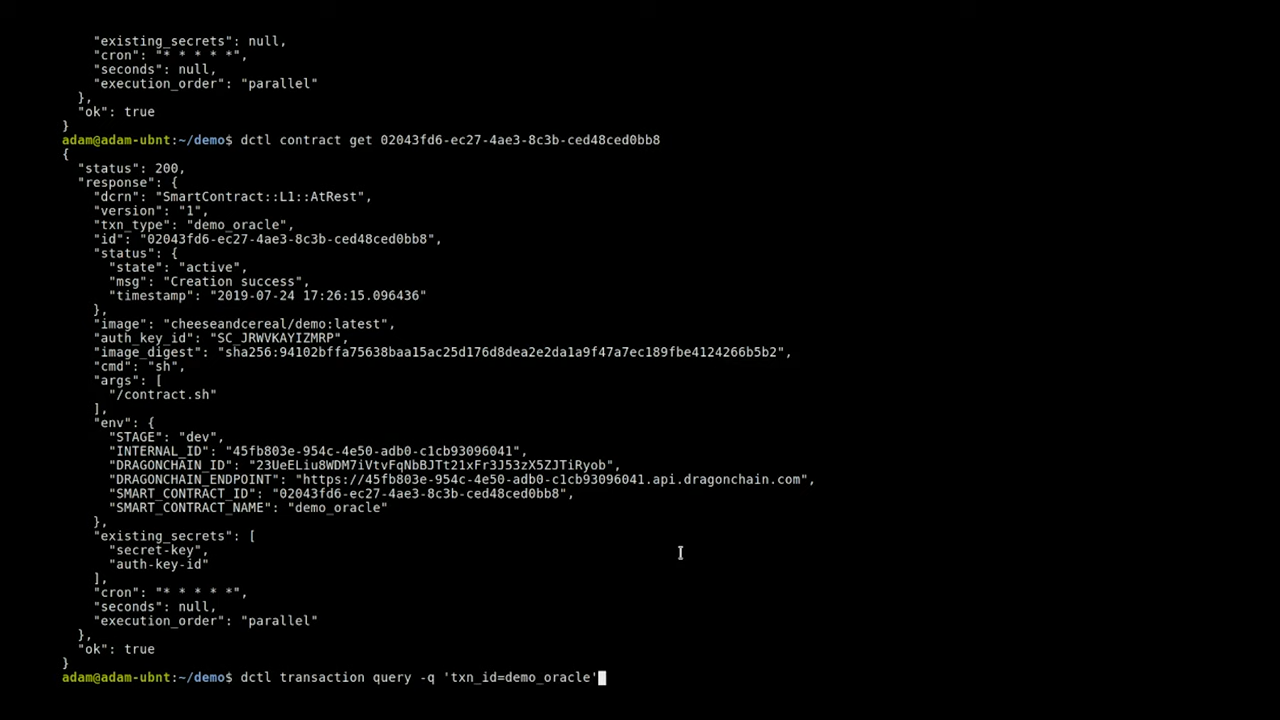 "existing_secrets": null,
"cron": "* * * * *",
"seconds": null,
"execution_order": "parallel"
},
"ok": true
}
adam@adam-ubnt:~/demo$ dctl contract get 02043fd6-ec27-4ae3-8c3b-ced48ced0bb8
{
"status": 200,
"response": {
"dcrn": "SmartContract::L1::AtRest",
"version": "1",
"txn_type": "demo_oracle",
"id": "02043fd6-ec27-4ae3-8c3b-ced48ced0bb8",
"status": {
"state": "active",
"msg": "Creation success",
"timestamp": "2019-07-24 17:26:15.096436"
},
"image": "cheeseandcereal/demo:latest",
"auth_key_id": "SC_JRWVKAYIZMRP",
"image_digest": "sha256:94102bffa75638baa15ac25d176d8dea2e2da1a9f47a7ec189fbe4124266b5b2",
"cmd": "sh",
"args": [
"/contract.sh"
],
"env": {
"STAGE": "dev",
"INTERNAL_ID": "45fb803e-954c-4e50-adb0-c1cb93096041",
"DRAGONCHAIN_ID": "23UeELiu8WDM7iVtvFqNbBJTt21xFr3J53zX5ZJTiRyob",
"DRAGONCHAIN_ENDPOINT": "https://45fb803e-954c-4e50-adb0-c1cb93096041.api.dragonchain.com",
"SMART_CONTRACT_ID": "02043fd6-ec27-4ae3-8c3b-ced48ced0bb8",
"SMART_CONTRACT_NAME": "demo_oracle"
},
"existing_secrets": [
"secret-key",
"auth-key-id"
],
"cron": "* * * * *",
"seconds": null,
"execution_order": "parallel"
},
"ok": true
}
adam@adam-ubnt:~/demo$ dctl transaction query -q 'txn_id=demo_oracle'